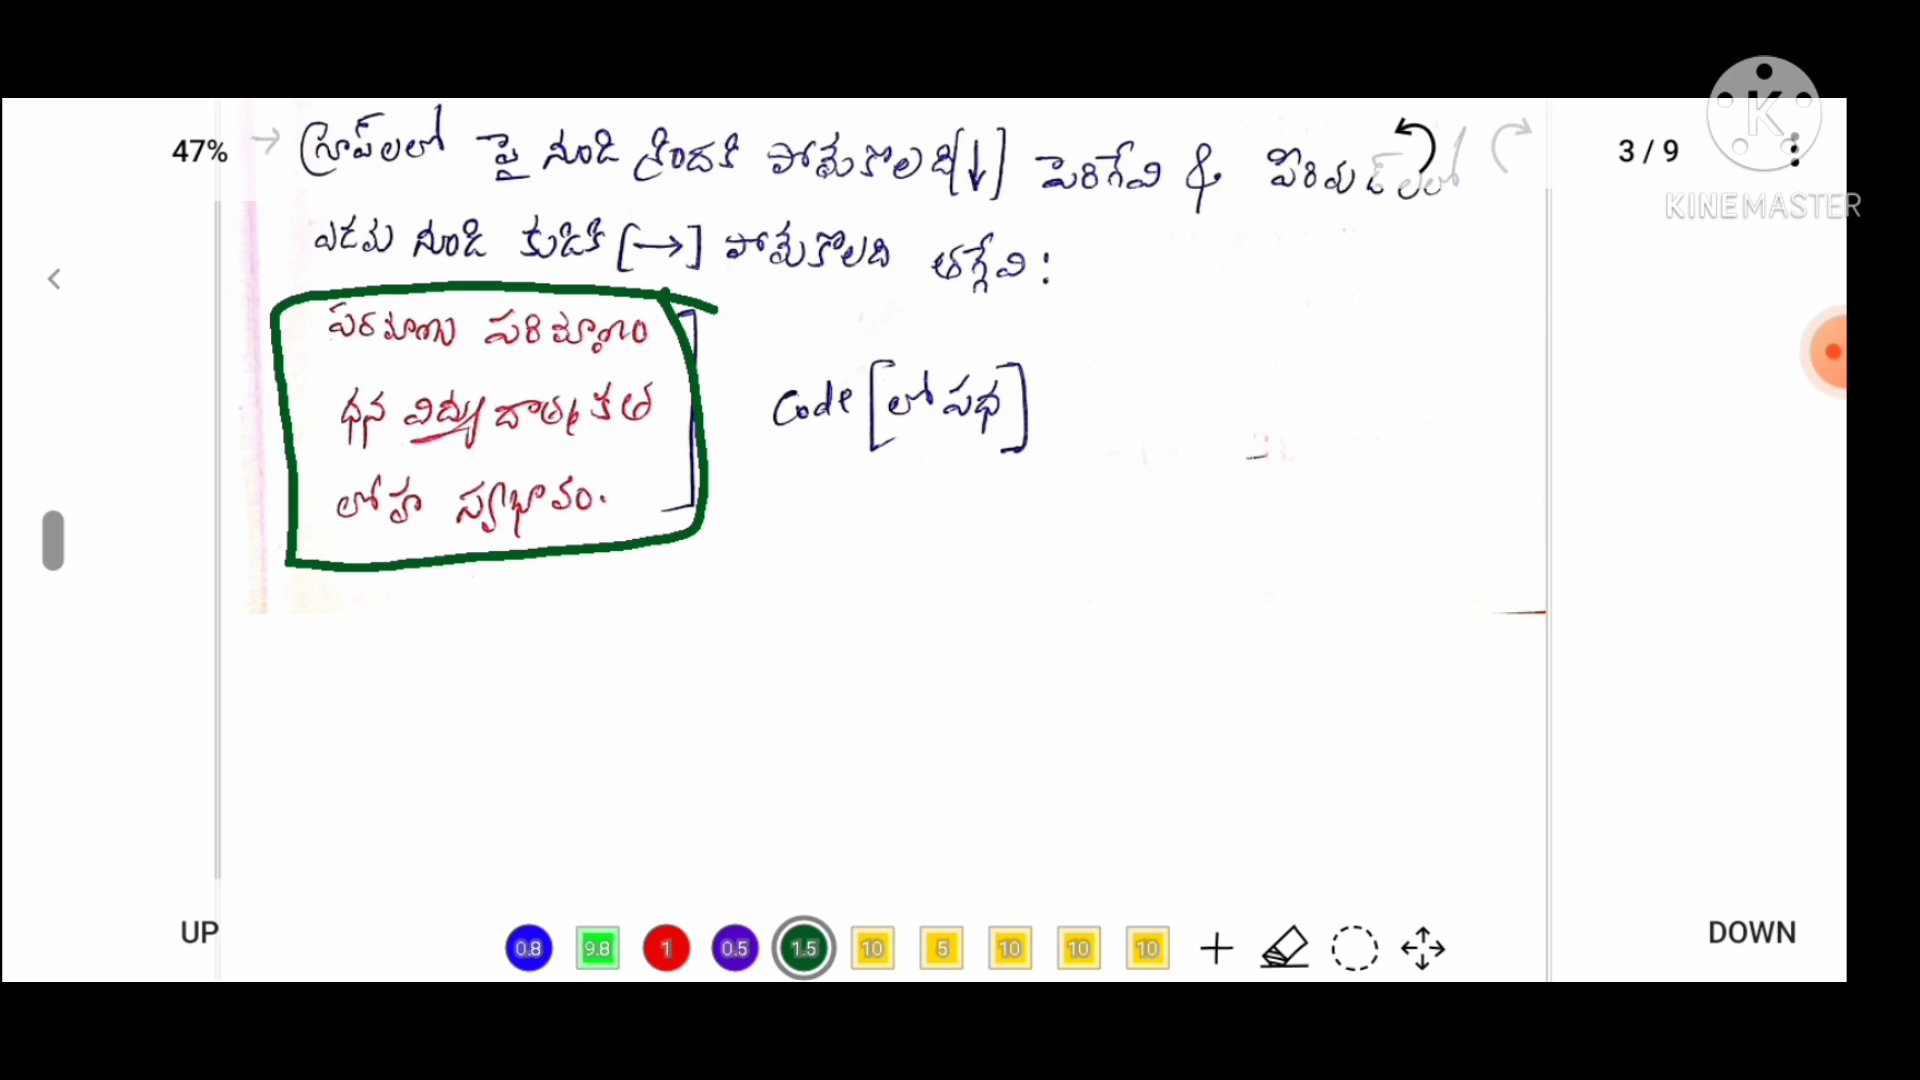 47%
→ గ్రూప్‌లలో పై నుండి క్రిందకి పోయేకొలది [↓] పెరిగేవి & పీరియడ్‌లలో
3 / 9
KINEMASTER
ఎడమ నుండి కుడికి [→] పోయేకొలది తగ్గేవి :
పరమాణు పరిమాణం
ధన విద్యుదాత్మకత
Code [లో పధ]
లోహ స్వభావం.
UP
DOWN
0.8 9.8 1 0.5 1.5 10 5 10 10 10